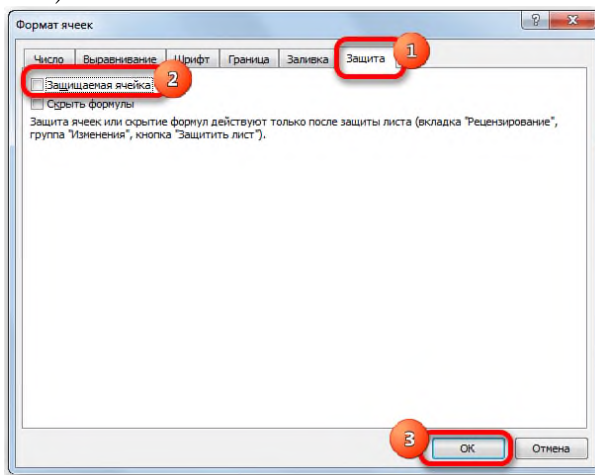 Формат ячеек
Число Выравнивание Шрифт Граница Заливка Защита 1
Защищаемая ячейка 2
Скрыть формулы
Защита ячеек или скрытие формул действуют только после защиты листа (вкладка "Рецензирование",
группа "Изменения", кнопка "Защитить лист").
3 ОК Отмена